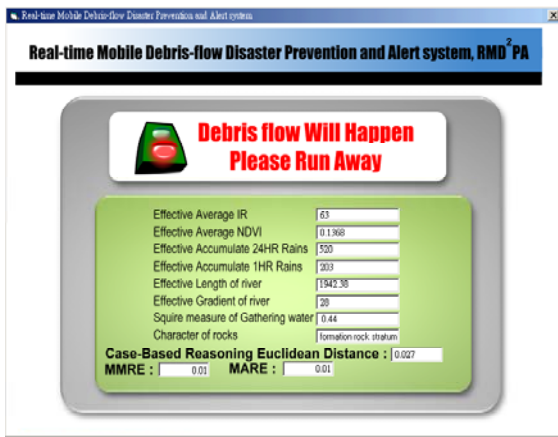 Real-time Mobile Debris-flow Disaster Prevention and Alert system
Real-time Mobile Debris-flow Disaster Prevention and Alert system, RMD²PA
Debris flow Will Happen
Please Run Away
Effective Average IR 63
Effective Average NDVI 0.1368
Effective Accumulate 24HR Rains 520
Effective Accumulate 1HR Rains 203
Effective Length of river 1942.38
Effective Gradient of river 28
Squire measure of Gathering water 0.44
Character of rocks formation rock stratum
Case-Based Reasoning Euclidean Distance : 0.027
MMRE : 0.01 MARE : 0.01